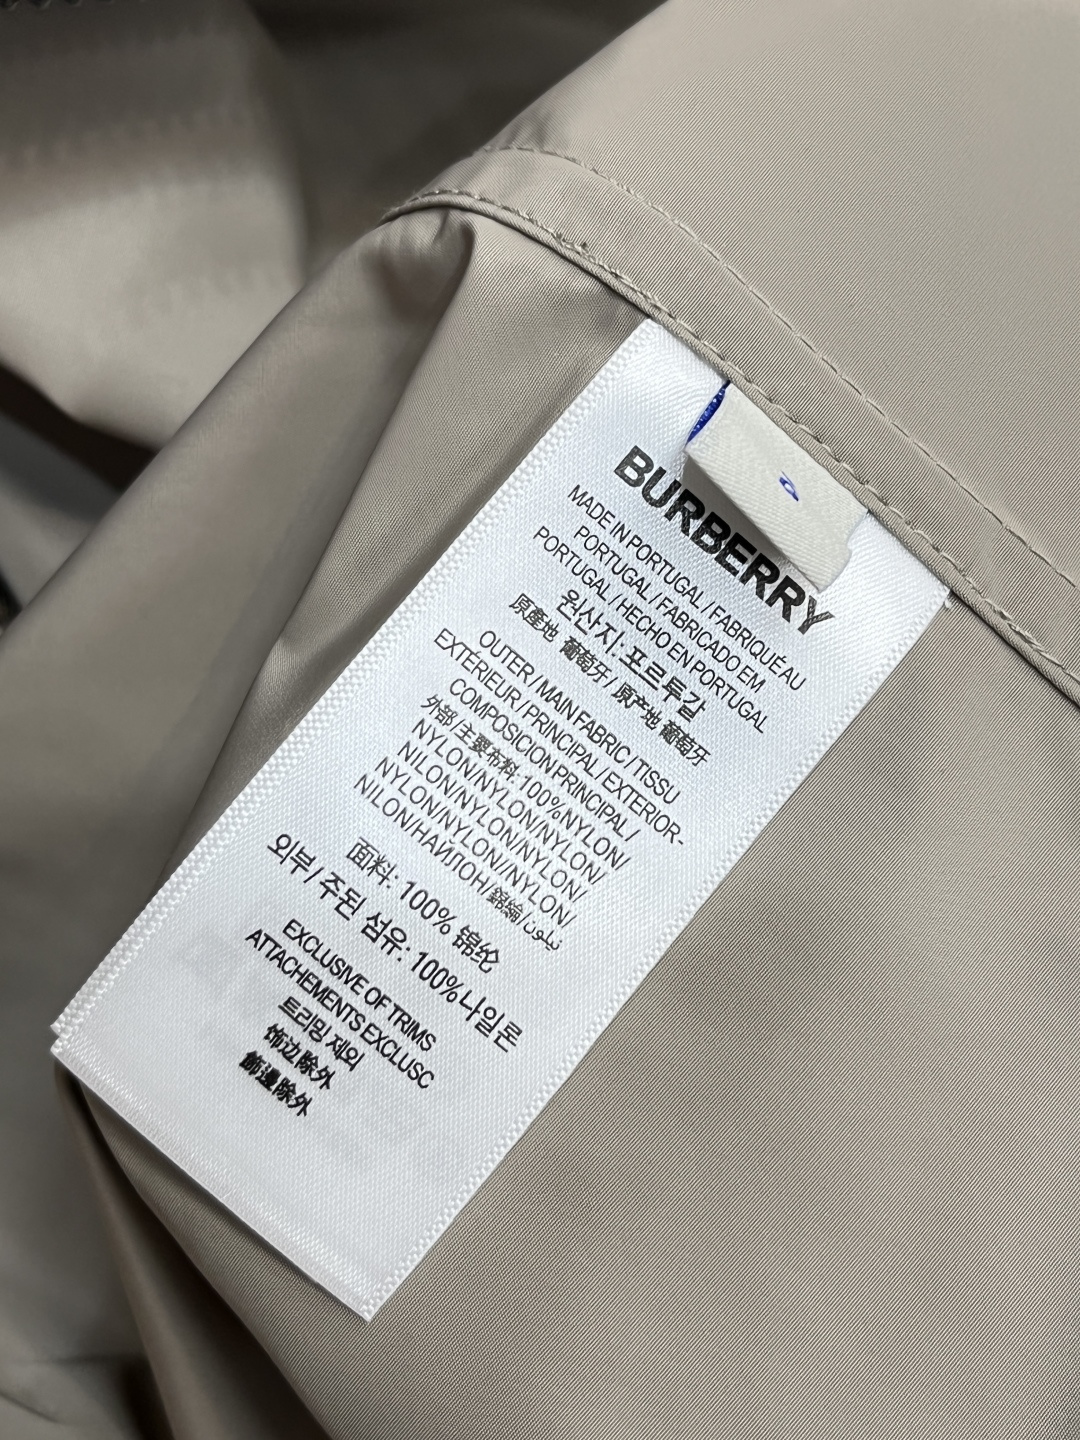 BURBERRY
MADE IN PORTUGAL / FABRIQUÉ AU
PORTUGAL / FABRICADO EM
PORTUGAL / HECHO EN PORTUGAL
원산지: 포르투갈
原產地 葡萄牙 / 原产地 葡萄牙
OUTER / MAIN FABRIC / TISSU
EXTERIEUR / PRINCIPAL / EXTERIOR-
COMPOSICION PRINCIPAL /
外部/主要布料: 100% NYLON/
NYLON/NYLON/NYLON/
NILON/NYLON/NYLON/
NYLON/NYLON/NYLON/
NILON/НАИЛОН/錦綸/نيلون
面料: 100% 锦纶
외부 / 주된 섬유: 100% 나일론
EXCLUSIVE OF TRIMS
ATTACHEMENTS EXCLUSC
트리밍 제외
饰边除外
飾邊除外